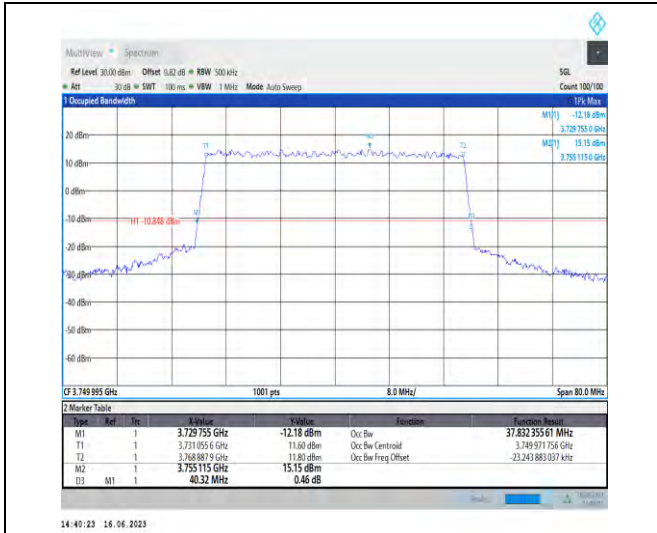 MultiView Spectrum
Ref Level 30.00 dBm Offset 0.82 dB RBW 500 kHz SGL
Att 30 dB SWT 100 ms VBW 1 MHz Mode Auto Sweep Count 100/100
1 Occupied Bandwidth 1Pk Max
M1[1] -12.18 dBm
3.729 755 0 GHz
M2[1] 15.15 dBm
3.755 115 0 GHz
20 dBm
T1 T2
10 dBm
0 dBm
-10 dBm
H1 -10.848 dBm
-20 dBm
-30 dBm
-40 dBm
-50 dBm
-60 dBm
CF 3.749 995 GHz 1001 pts 8.0 MHz/ Span 80.0 MHz
2 Marker Table
Type Ref Trc X-Value Y-Value Function Function Result
M1 1 3.729 755 GHz -12.18 dBm Occ Bw 37.832 355 61 MHz
T1 1 3.731 055 6 GHz 11.60 dBm Occ Bw Centroid 3.749 971 756 GHz
T2 1 3.768 887 9 GHz 11.80 dBm Occ Bw Freq Offset -23.243 883 037 kHz
M2 1 3.755 115 GHz 15.15 dBm
D3 M1 1 40.32 MHz 0.46 dB
14:40:23 16.06.2023